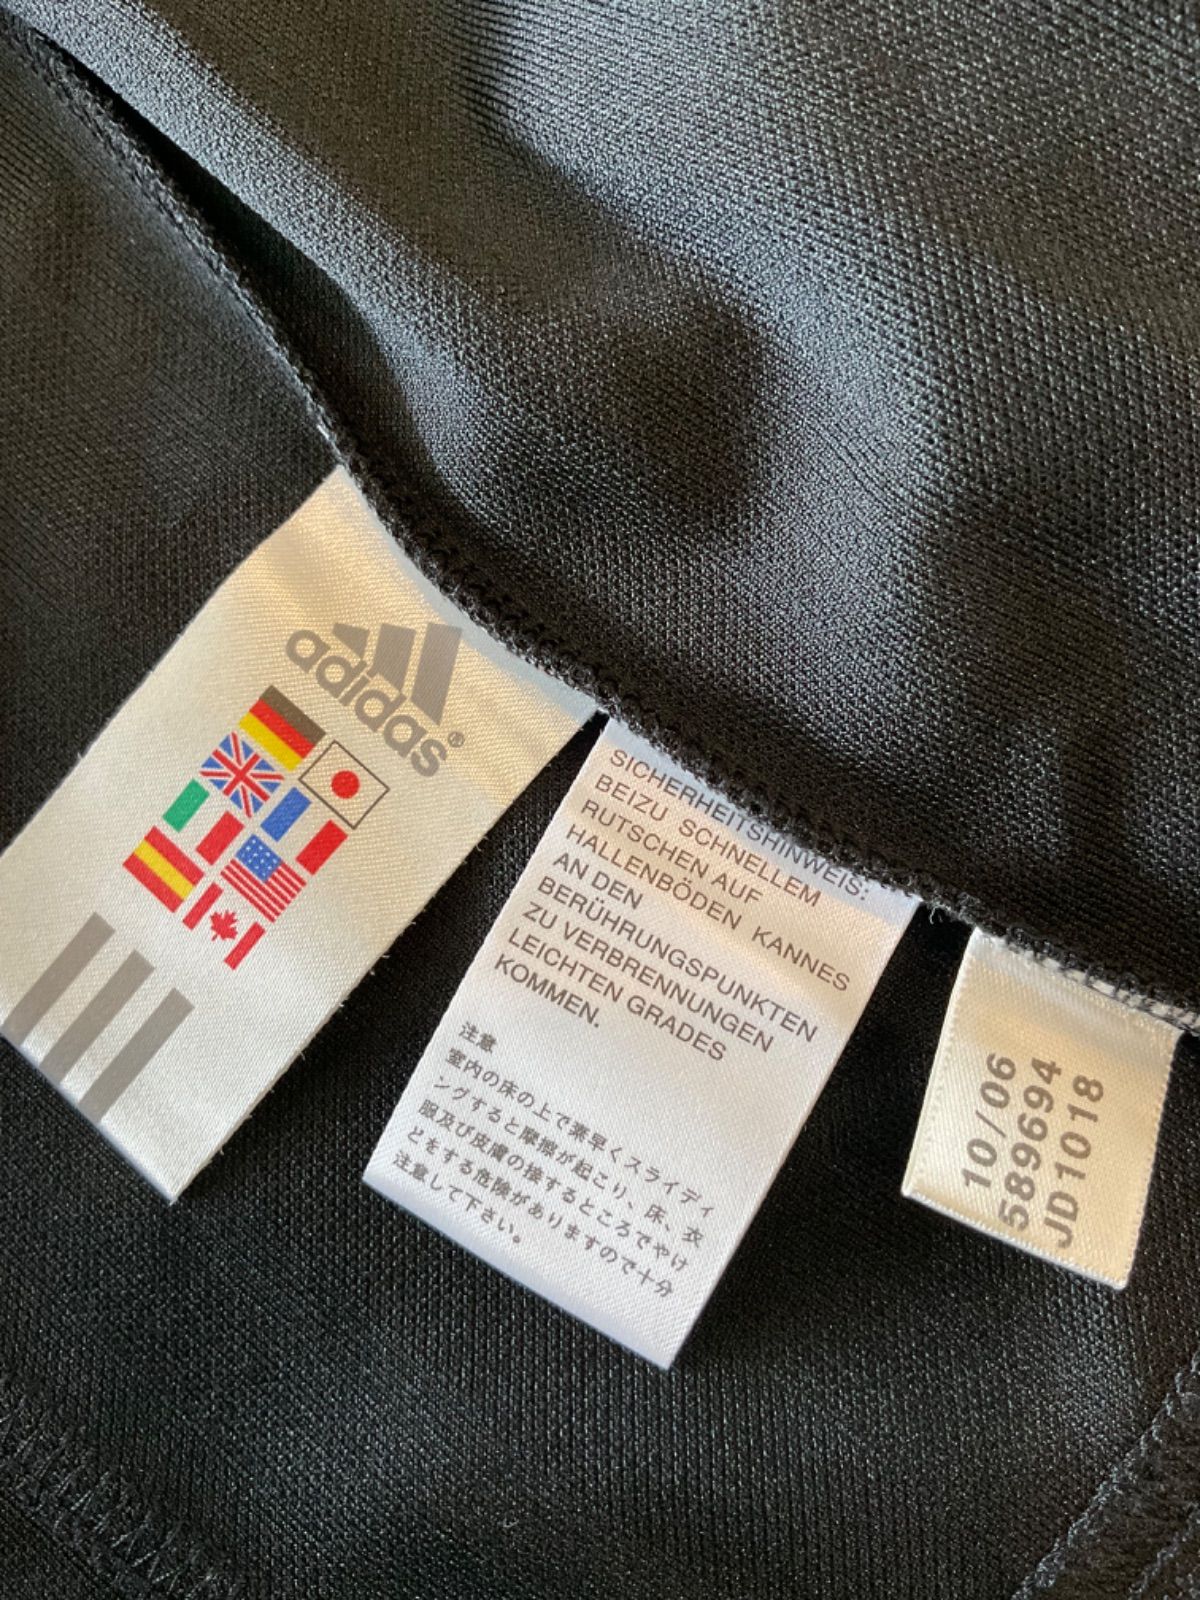 adidas®
SICHERHEITSHINWEIS:
BEIZU SCHNELLEM
RUTSCHEN AUF
HALLENBÖDEN KANNES
AN DEN
BERÜHRUNGSPUNKTEN
ZU VERBRENNUNGEN
LEICHTEN GRADES
KOMMEN.
注意
室内の床の上で素早くスライディ
ングすると摩擦が起こり、床、衣
服及び皮膚の接するところでやけ
どをする危険がありますので十分
注意して下さい。
10/06
589694
JD1018